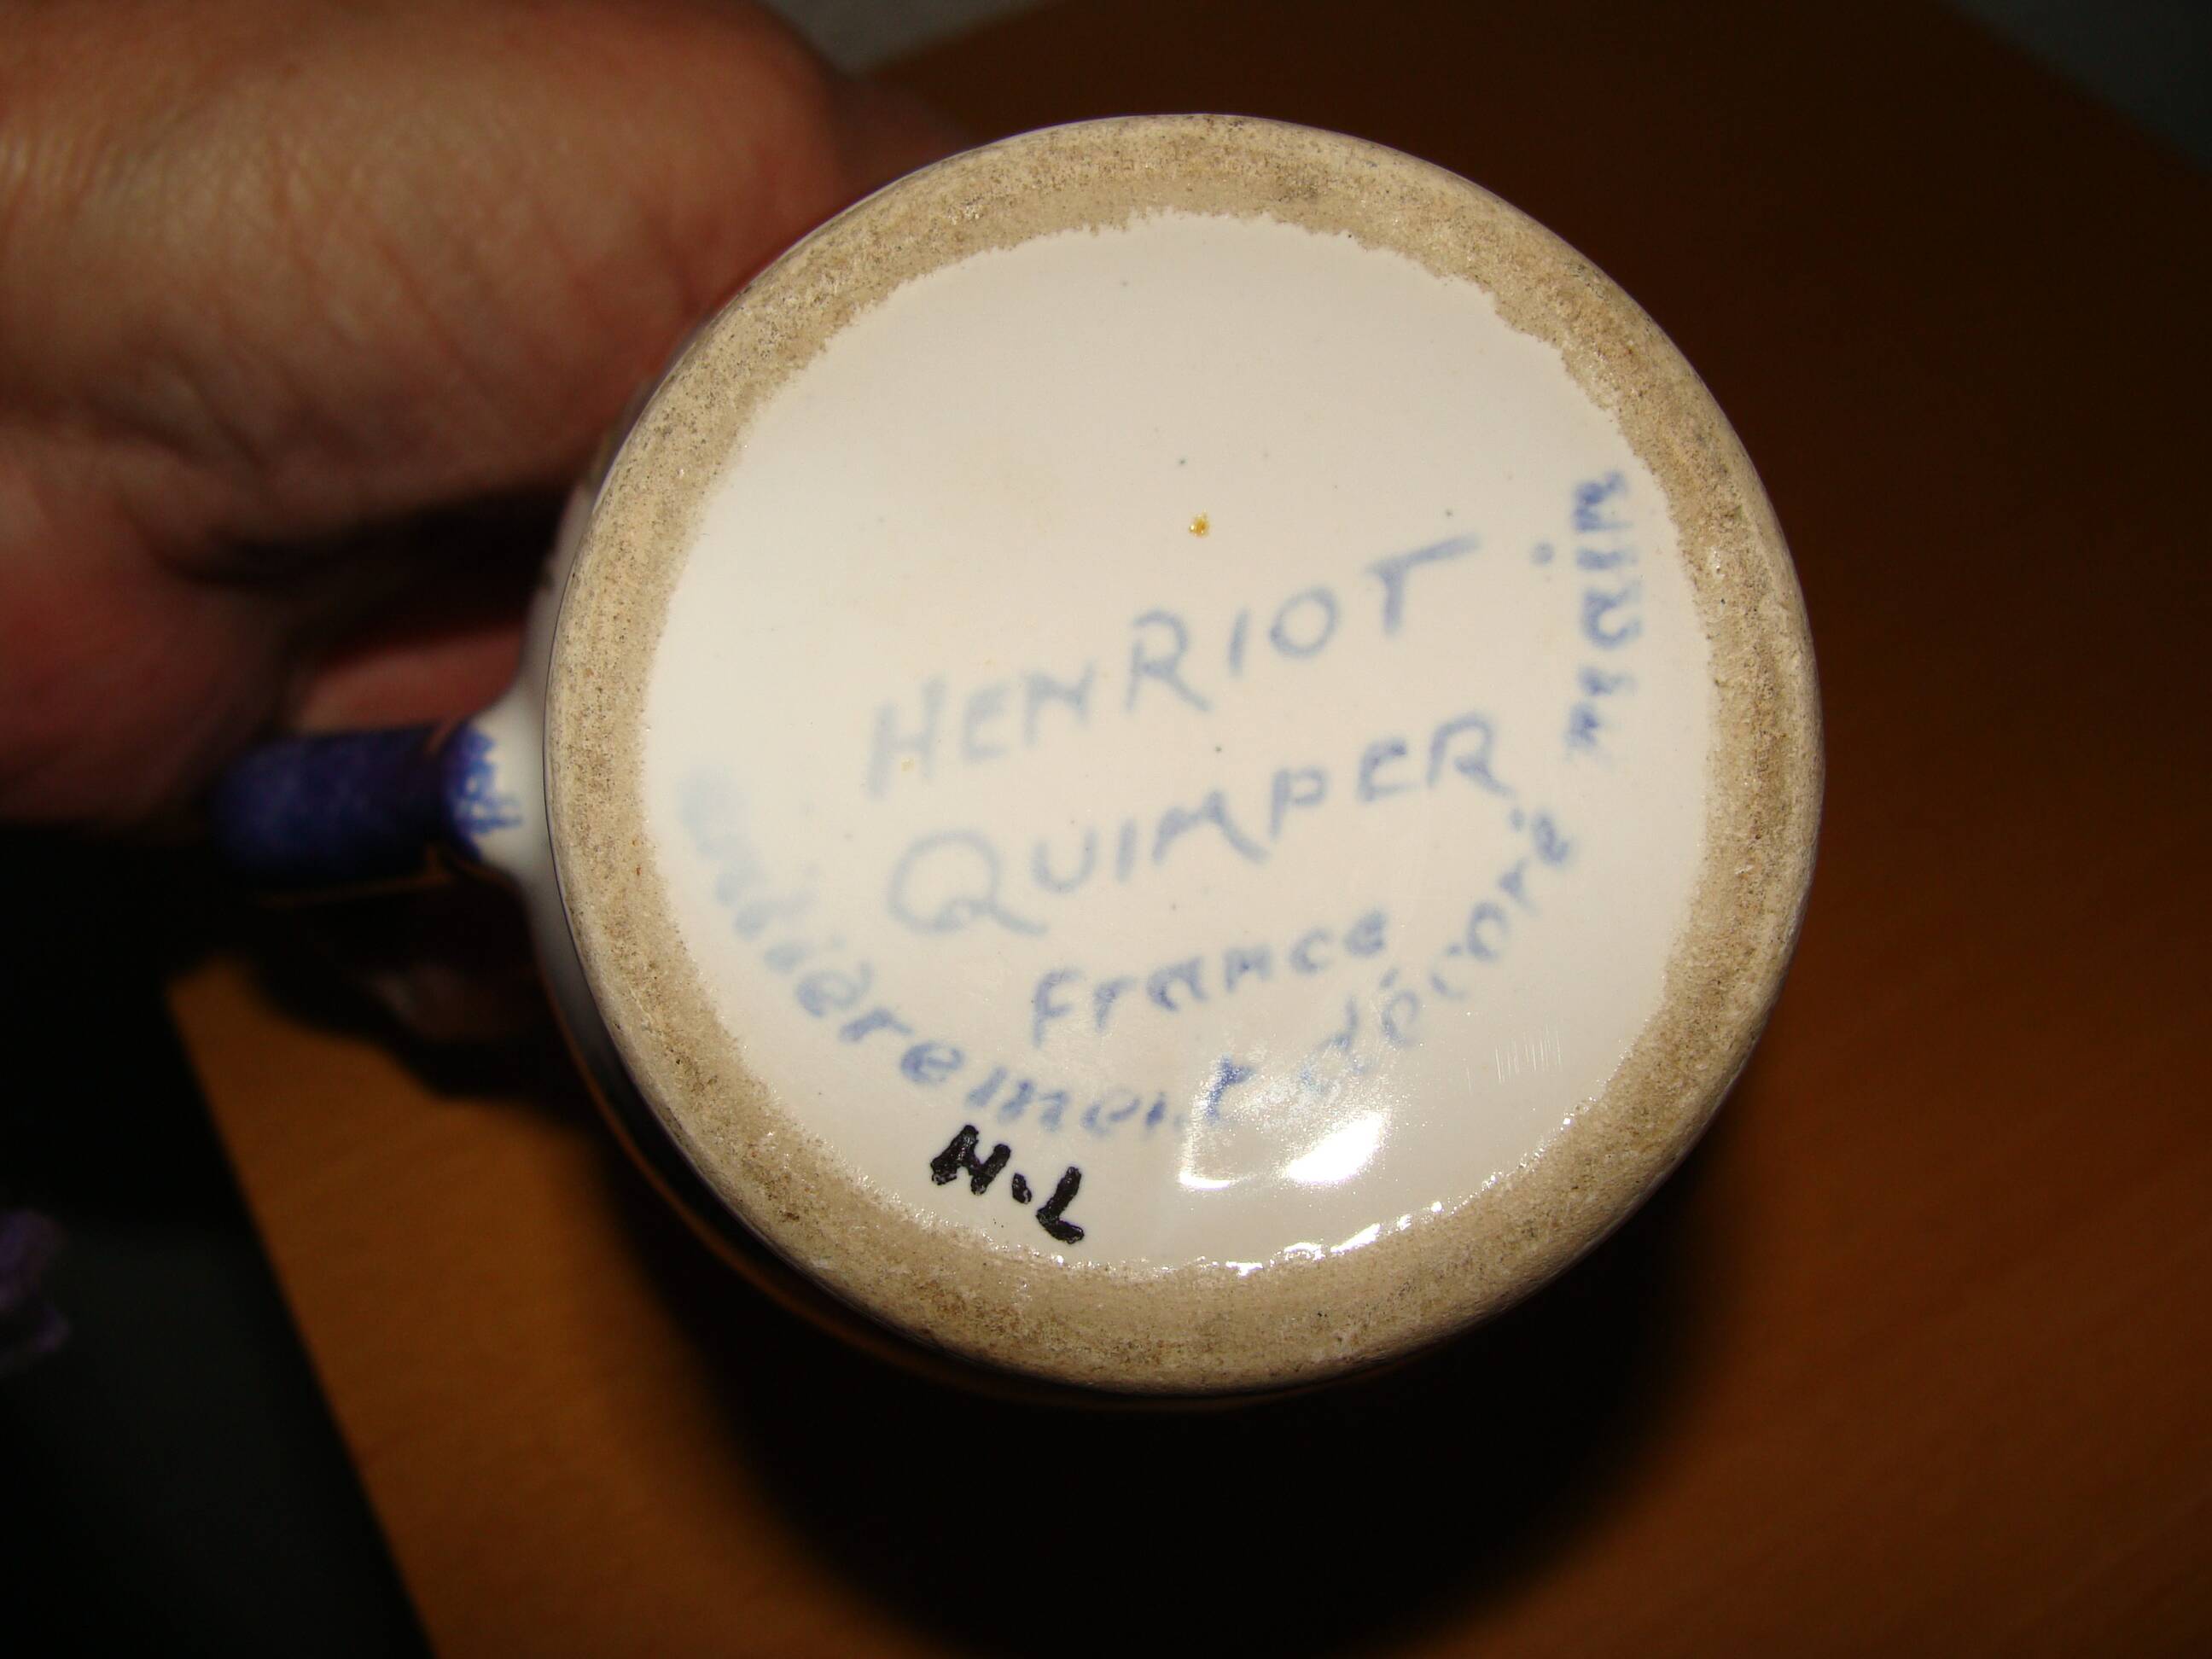 HENRIOT
QUIMPER
France
entièrement décoré main
H.L